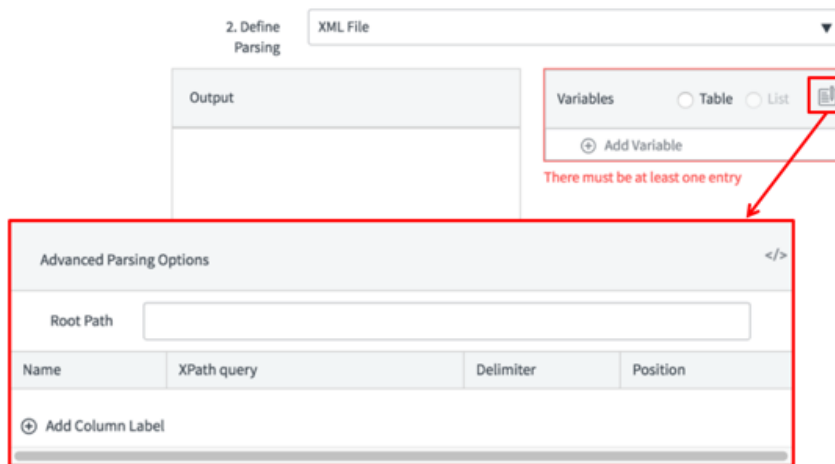 2. Define
Parsing
XML File
Output
Variables Table List
Add Variable
There must be at least one entry
Advanced Parsing Options </>
Root Path
Name XPath query Delimiter Position
Add Column Label